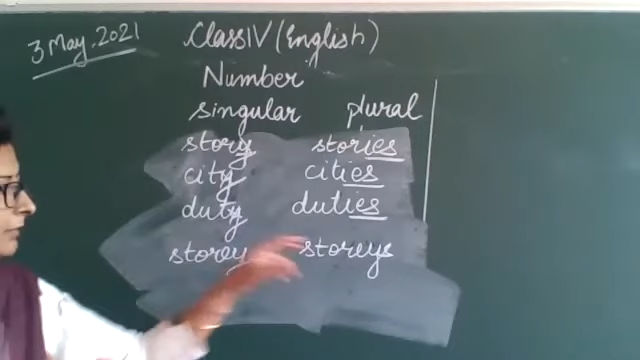 3 May. 2021
Class IV (English)
Number
singular plural
story stories
city cities
duty duties
storey storeys